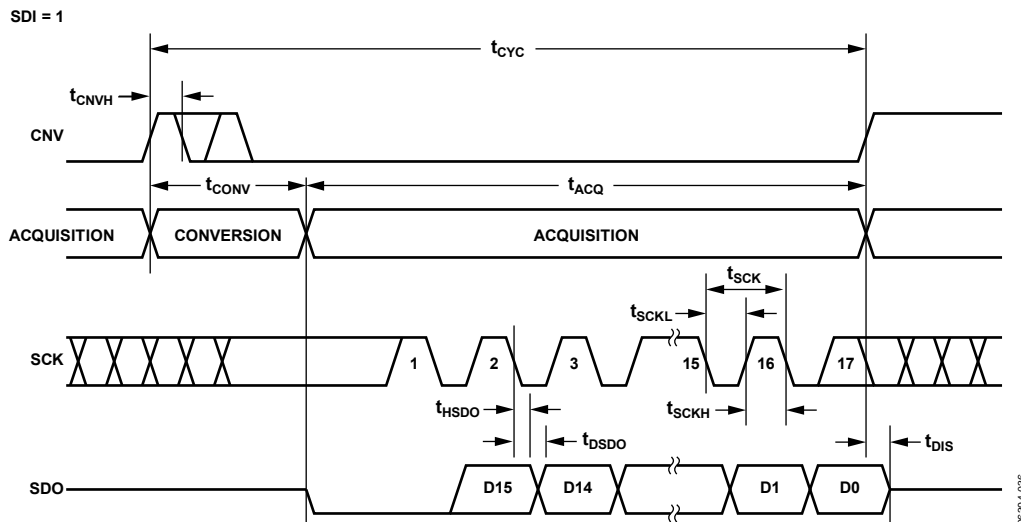 SDI = 1
tCYC
tCNVH
CNV
tCONV
tACQ
ACQUISITION
CONVERSION
ACQUISITION
tSCK
tSCKL
SCK
1
2
3
15
16
17
tHSDO
tSCKH
tDSDO
tDIS
SDO
D15
D14
D1
D0